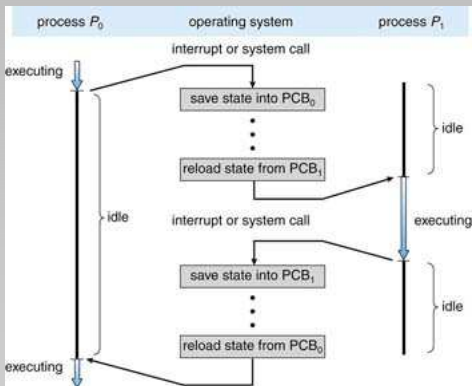 process P0 operating system process P1
interrupt or system call
executing
save state into PCB0
idle
reload state from PCB1
interrupt or system call
idle
executing
save state into PCB1
idle
reload state from PCB0
executing